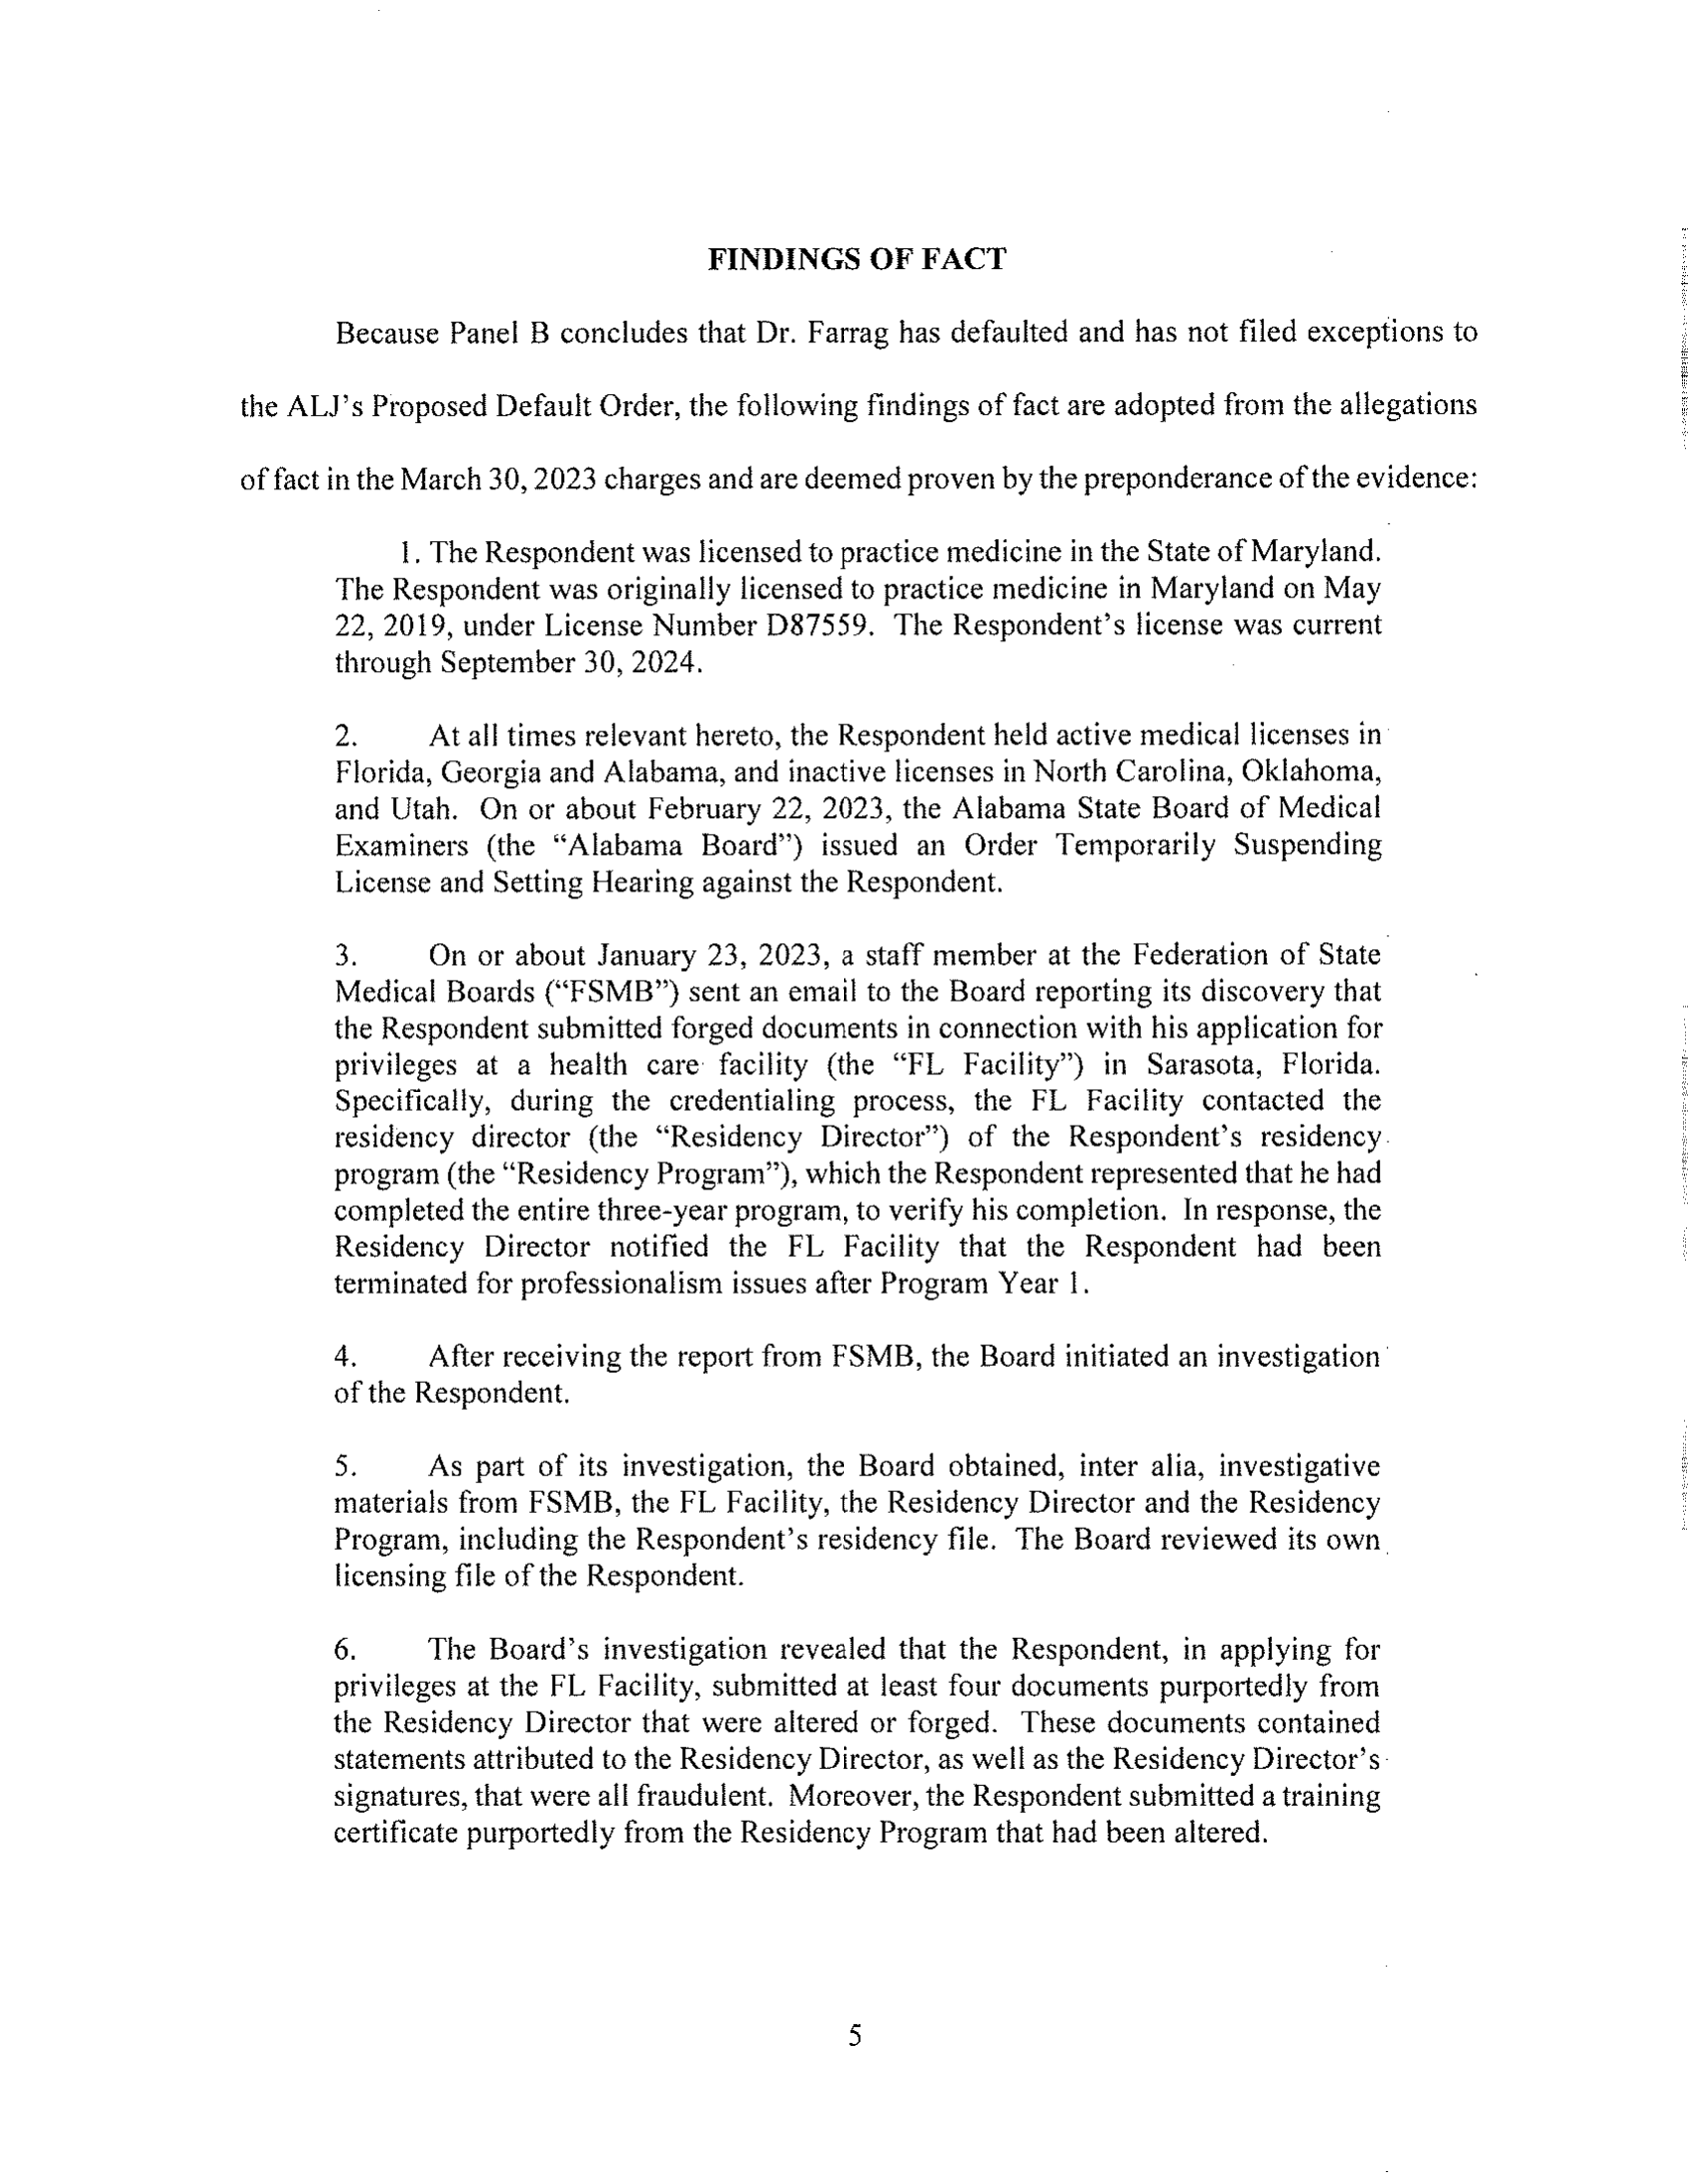 FINDINGS OF FACT
Because Panel B concludes that Dr. Farrag has defaulted and has not filed exceptions to
the ALJ’s Proposed Default Order, the following findings of fact are adopted from the allegations
of fact in the March 30, 2023 charges and are deemed proven by the preponderance of the evidence:
1. The Respondent was licensed to practice medicine in the State of Maryland.
The Respondent was originally licensed to practice medicine in Maryland on May
22, 2019, under License Number D87559. The Respondent’s license was current
through September 30, 2024.
2. At all times relevant hereto, the Respondent held active medical licenses in
Florida, Georgia and Alabama, and inactive licenses in North Carolina, Oklahoma,
and Utah. On or about February 22, 2023, the Alabama State Board of Medical
Examiners (the “Alabama Board”) issued an Order Temporarily Suspending
License and Setting Hearing against the Respondent.
3. On or about January 23, 2023, a staff member at the Federation of State
Medical Boards (“FSMB”) sent an email to the Board reporting its discovery that
the Respondent submitted forged documents in connection with his application for
privileges at a health care facility (the “FL Facility”) in Sarasota, Florida.
Specifically, during the credentialing process, the FL Facility contacted the
residency director (the “Residency Director”) of the Respondent’s residency
program (the “Residency Program”), which the Respondent represented that he had
completed the entire three-year program, to verify his completion. In response, the
Residency Director notified the FL Facility that the Respondent had been
terminated for professionalism issues after Program Year 1.
4. After receiving the report from FSMB, the Board initiated an investigation
of the Respondent.
5. As part of its investigation, the Board obtained, inter alia, investigative
materials from FSMB, the FL Facility, the Residency Director and the Residency
Program, including the Respondent’s residency file. The Board reviewed its own
licensing file of the Respondent.
6. The Board’s investigation revealed that the Respondent, in applying for
privileges at the FL Facility, submitted at least four documents purportedly from
the Residency Director that were altered or forged. These documents contained
statements attributed to the Residency Director, as well as the Residency Director’s
signatures, that were all fraudulent. Moreover, the Respondent submitted a training
certificate purportedly from the Residency Program that had been altered.
5